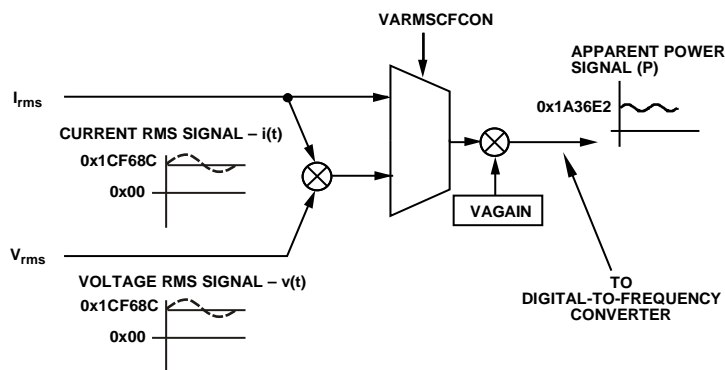 VARMSCFCON
APPARENT POWER
SIGNAL (P)
0x1A36E2
Irms
CURRENT RMS SIGNAL – i(t)
0x1CF68C
0x00
VAGAIN
Vrms
VOLTAGE RMS SIGNAL – v(t)
0x1CF68C
0x00
TO
DIGITAL-TO-FREQUENCY
CONVERTER